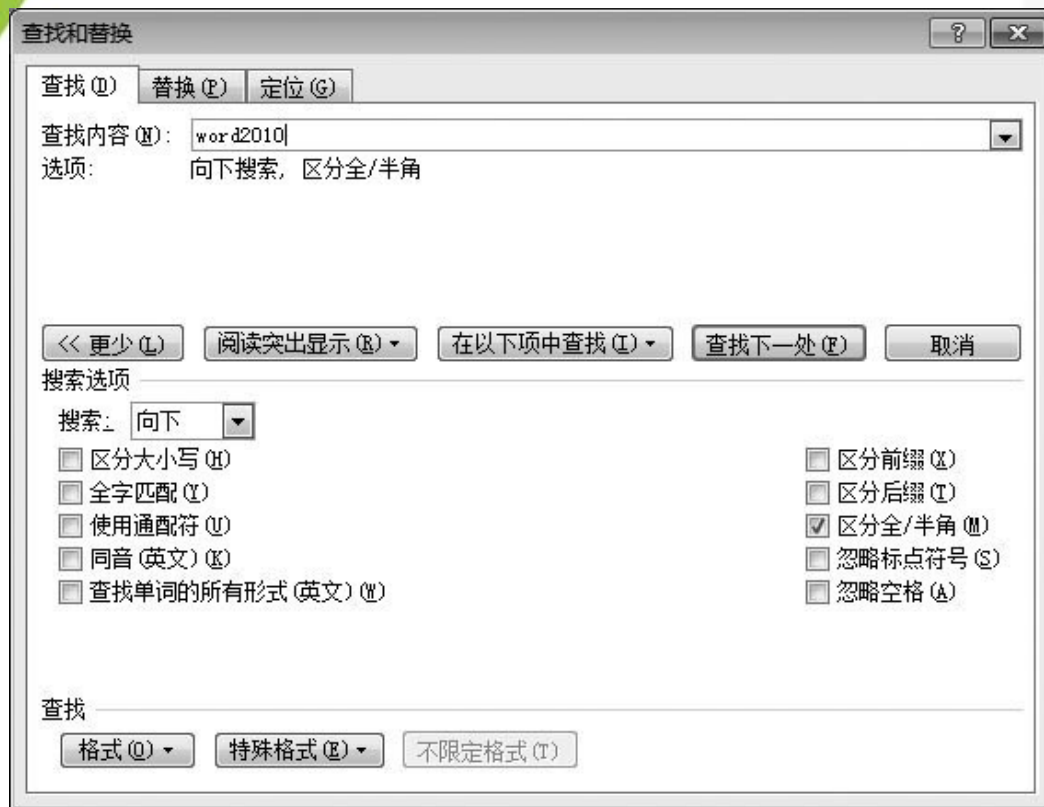 查找和替换
查找(D) 替换(P) 定位(G)
查找内容(N): word2010
选项: 向下搜索, 区分全/半角
<< 更少(L) 阅读突出显示(R) 在以下项中查找(I) 查找下一处(F) 取消
搜索选项
搜索: 向下
区分大小写(H) 区分前缀(X)
全字匹配(Y) 区分后缀(T)
使用通配符(U) 区分全/半角(M)
同音(英文)(K) 忽略标点符号(S)
查找单词的所有形式(英文)(W) 忽略空格(A)
查找
格式(O) 特殊格式(E) 不限定格式(T)